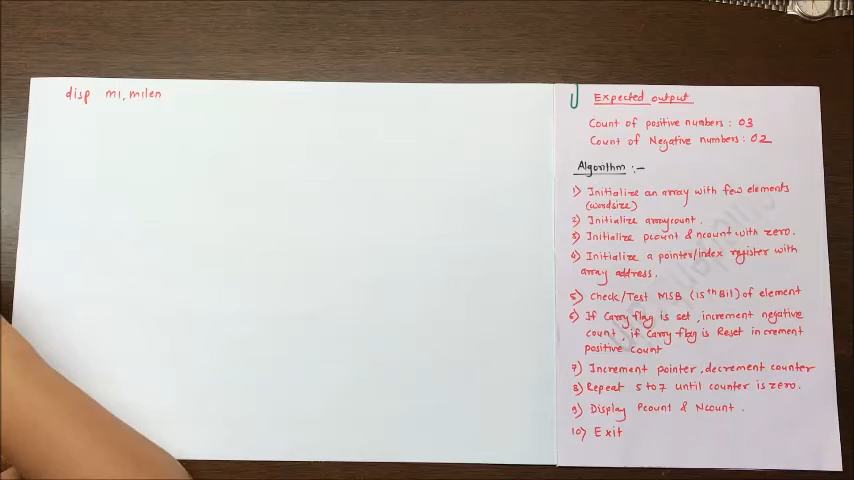 disp m1, m1len
Expected output
Count of positive numbers : 03
Count of Negative numbers : 02
Algorithm :-
1) Initialize an array with few elements
(wordsize)
2) Initialize arraycount.
3) Initialize pcount & ncount with zero.
4) Initialize a pointer/index register with
array address.
5) Check/Test MSB (15th Bit) of element
6) If Carry flag is set, increment negative
count, if Carry flag is Reset increment
positive count
7) Increment pointer, decrement counter
8) Repeat 5 to 7 until counter is zero.
9) Display Pcount & Ncount.
10) Exit